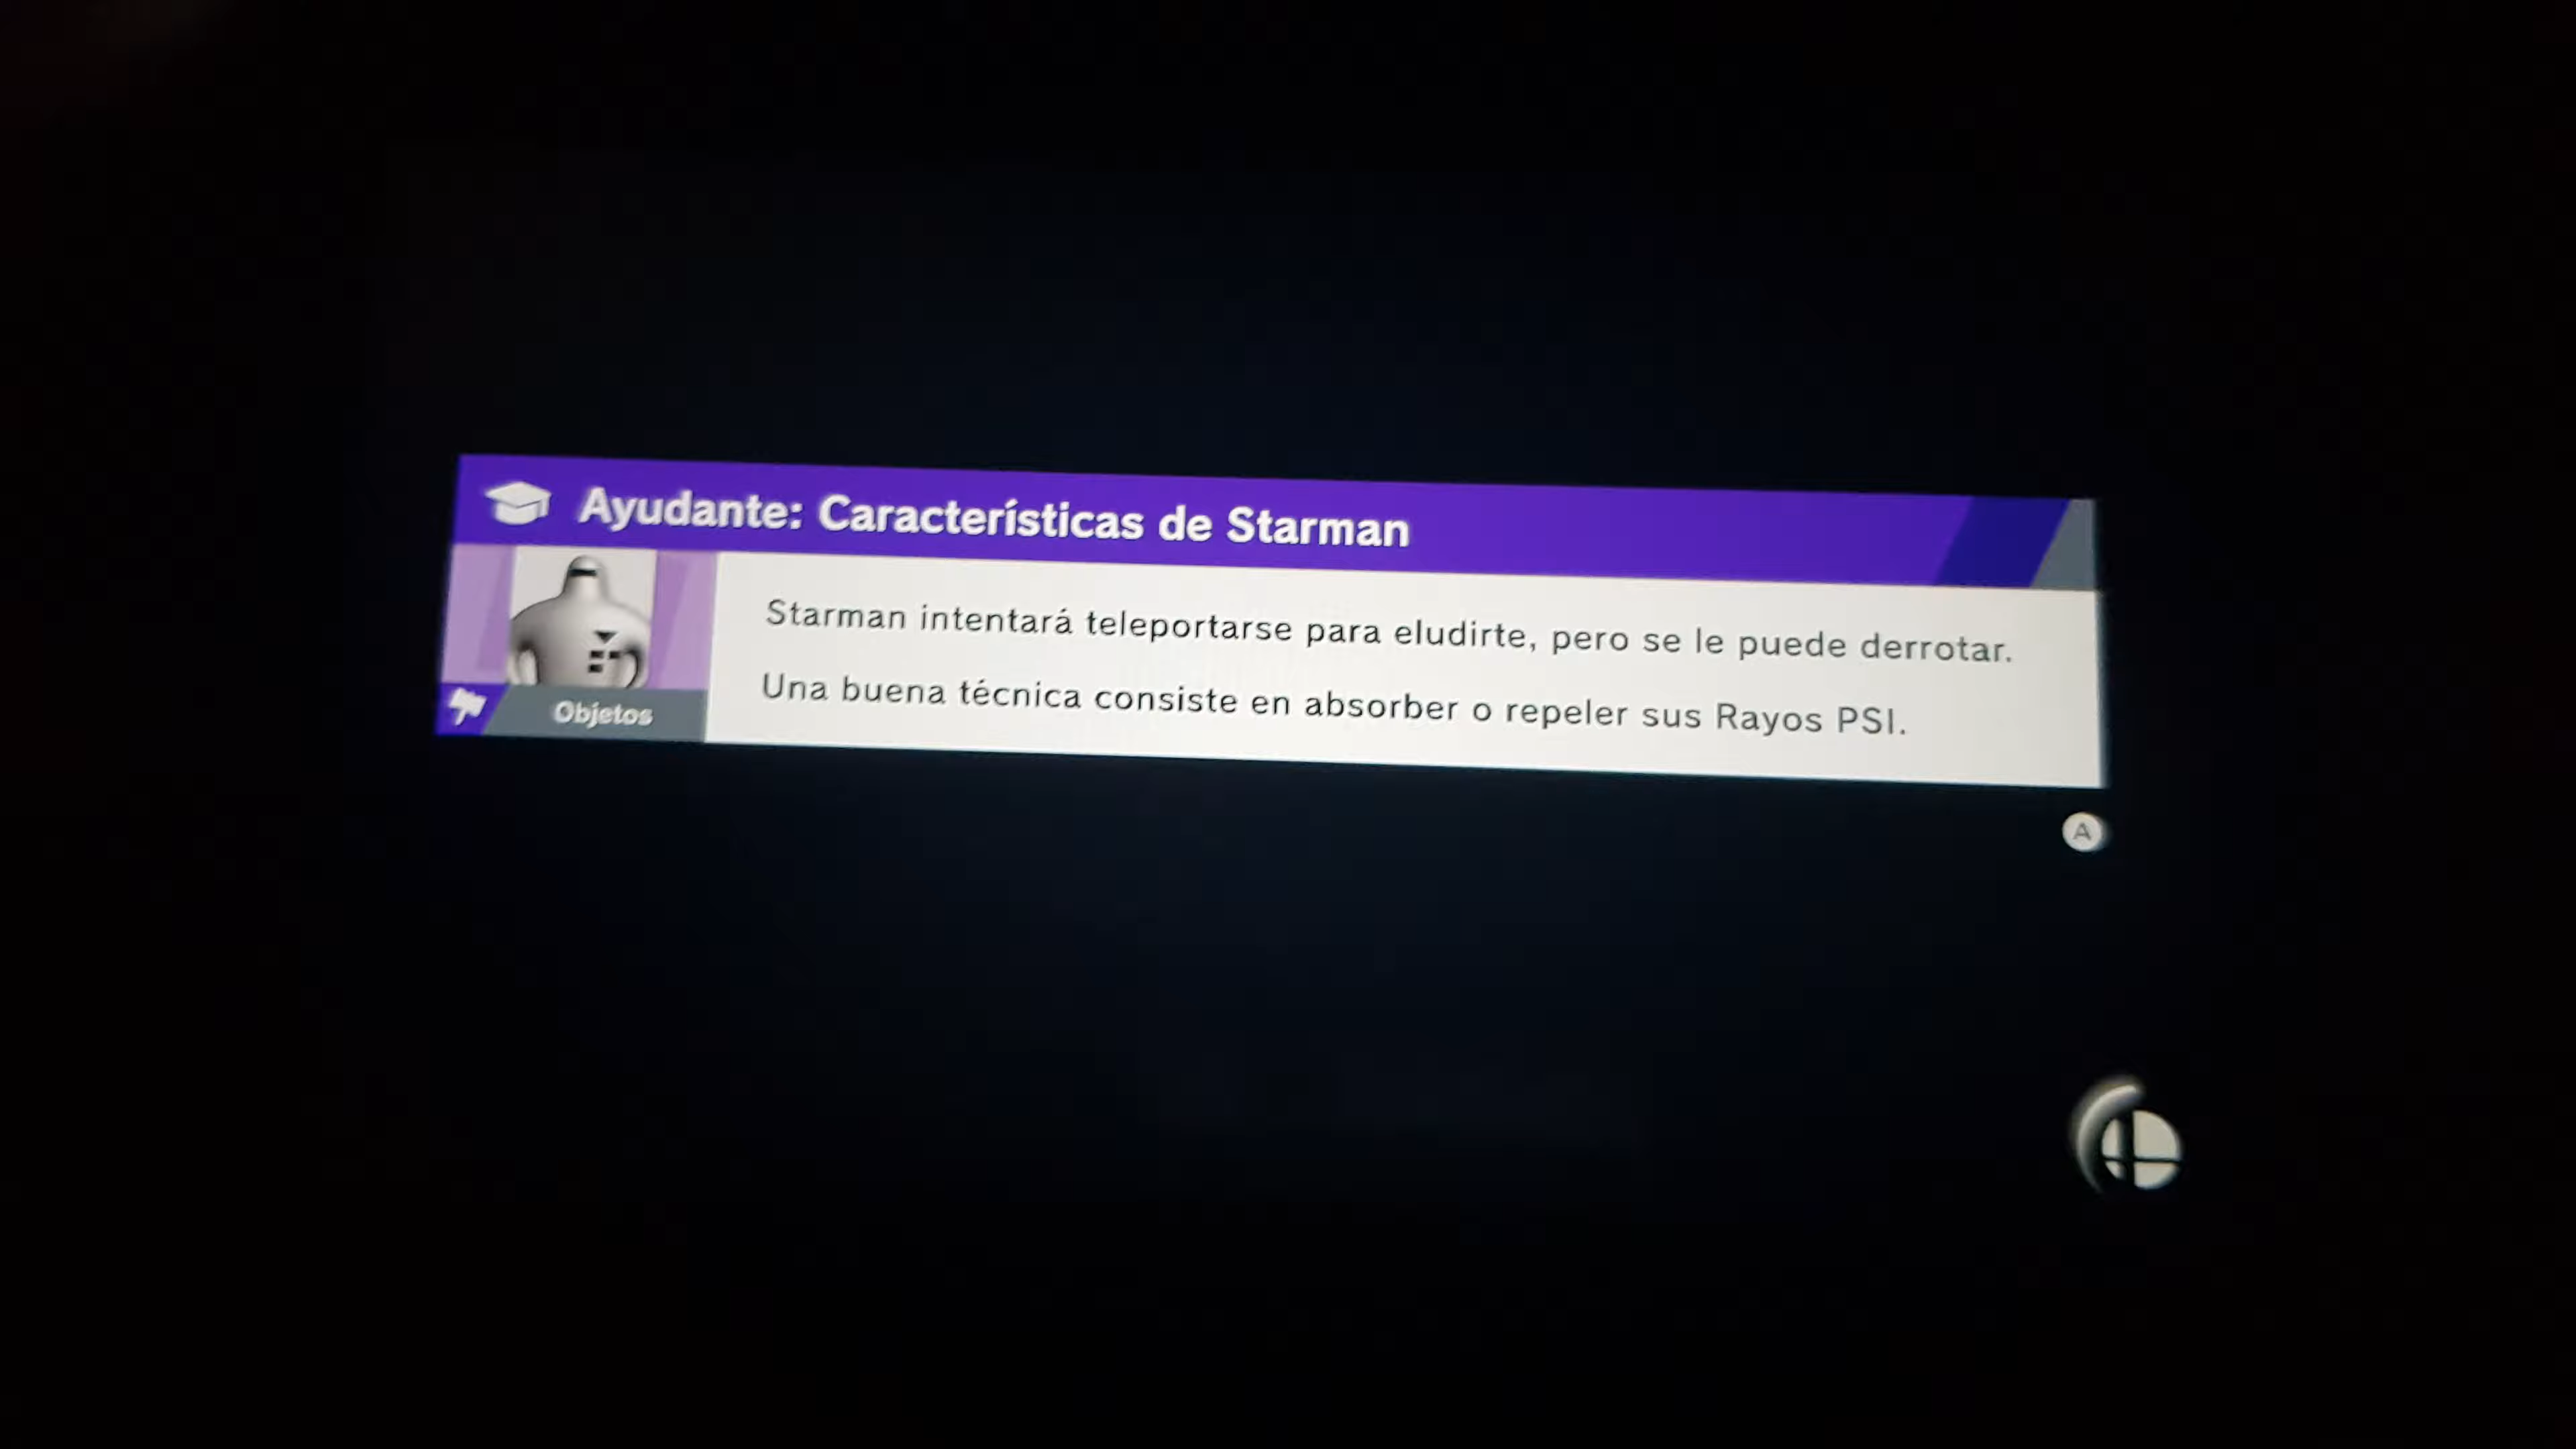 Ayudante: Características de Starman
Starman intentará teleportarse para eludirte, pero se le puede derrotar.
Una buena técnica consiste en absorber o repeler sus Rayos PSI.
Objetos
A